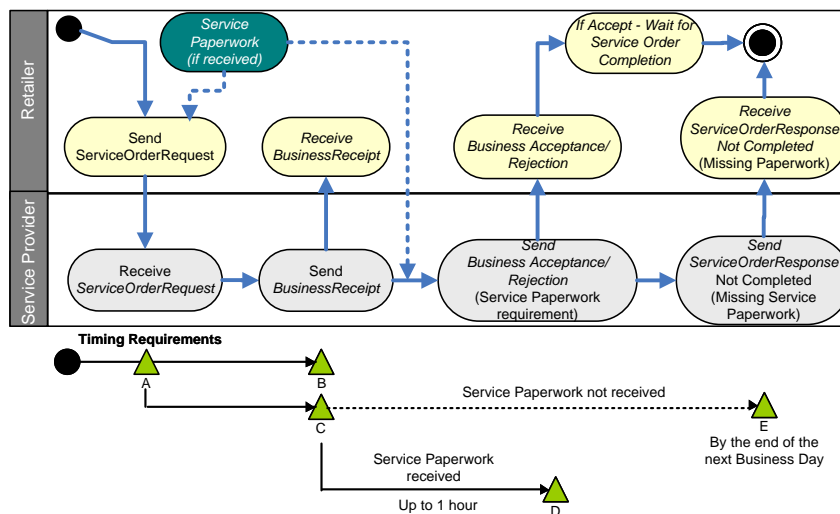 Retailer
Service
Paperwork
(if received)
If Accept - Wait for
Service Order
Completion
Send
ServiceOrderRequest
Receive
BusinessReceipt
Receive
Business Acceptance/
Rejection
Receive
ServiceOrderResponse
Not Completed
(Missing Paperwork)
Service Provider
Receive
ServiceOrderRequest
Send
BusinessReceipt
Send
Business Acceptance/
Rejection
(Service Paperwork
requirement)
Send
ServiceOrderResponse
Not Completed
(Missing Service
Paperwork)
Timing Requirements
A
B
C
Service Paperwork not received
E
By the end of the
next Business Day
Service Paperwork
received
Up to 1 hour
D